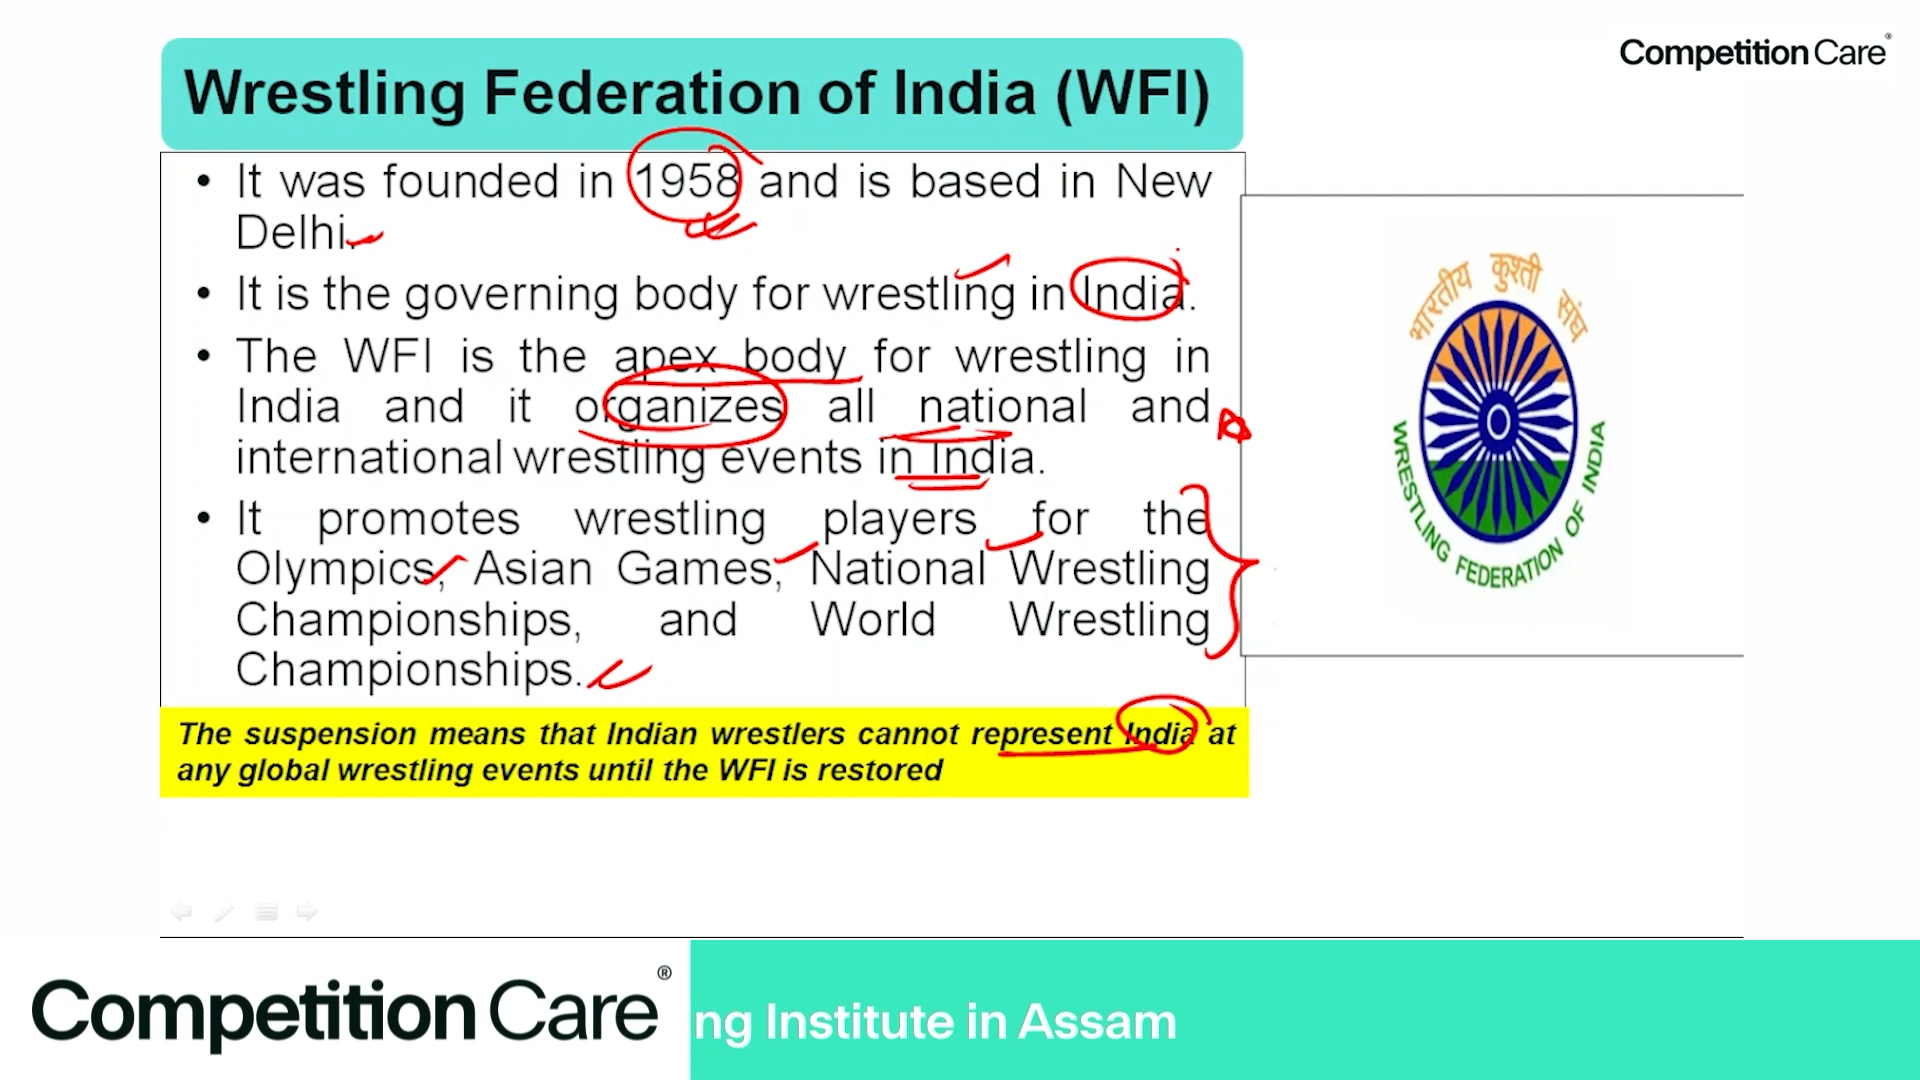 Competition Care®
Wrestling Federation of India (WFI)
• It was founded in 1958 and is based in New
Delhi.
• It is the governing body for wrestling in India.
• The WFI is the apex body for wrestling in
India and it organizes all national and
international wrestling events in India.
• It promotes wrestling players for the
Olympics, Asian Games, National Wrestling
Championships, and World Wrestling
Championships.
The suspension means that Indian wrestlers cannot represent India at
any global wrestling events until the WFI is restored
भारतीय कुश्ती संघ
WRESTLING FEDERATION OF INDIA
Competition Care®
ng Institute in Assam